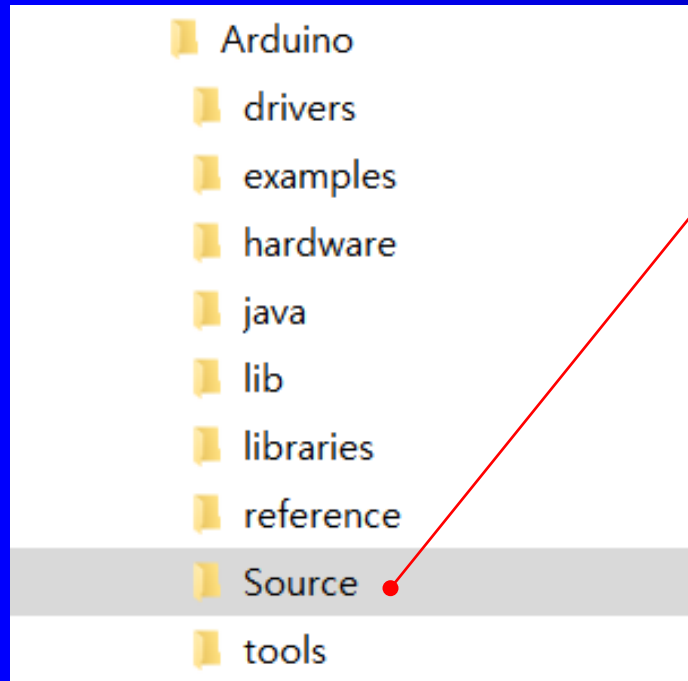 Arduino
drivers
examples
hardware
java
lib
libraries
reference
Source
tools